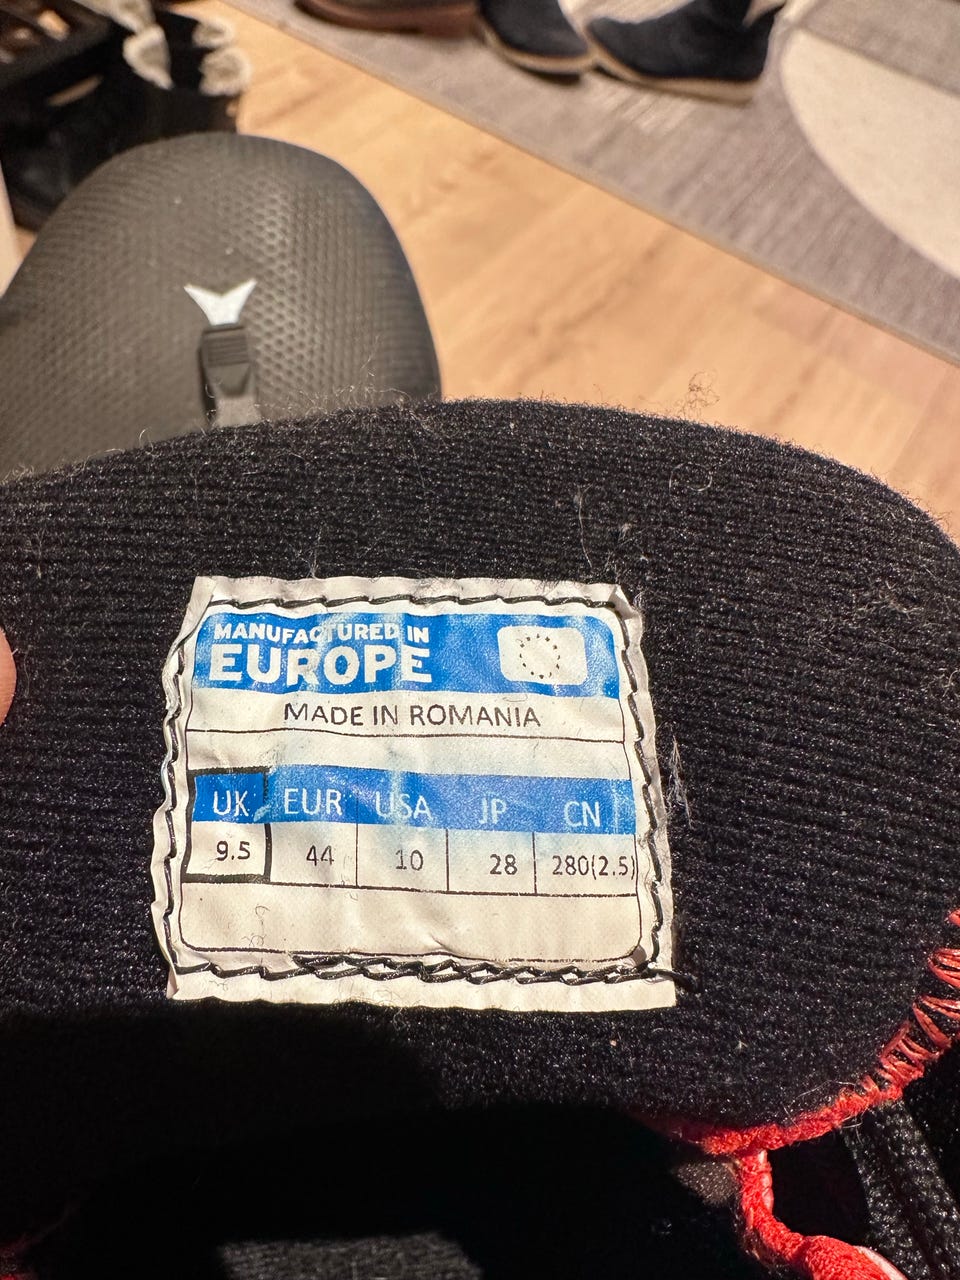 MANUFACTURED IN
EUROPE
MADE IN ROMANIA
UK EUR USA JP CN
9.5 44 10 28 280(2.5)